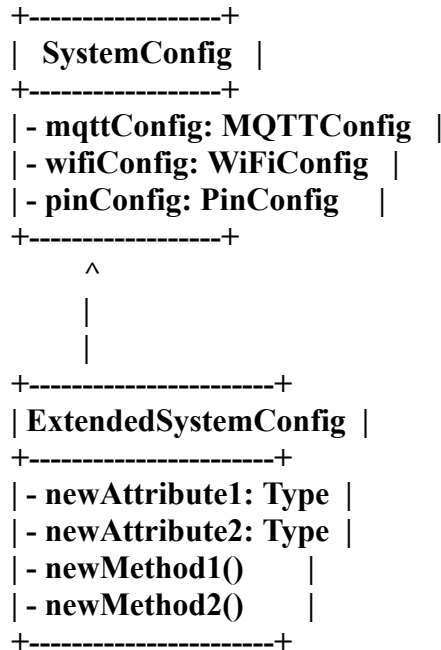 +------------------+
|   SystemConfig   |
+------------------+
| - mqttConfig: MQTTConfig   |
| - wifiConfig: WiFiConfig   |
| - pinConfig: PinConfig     |
+------------------+
^
|
|
+-----------------------+
| ExtendedSystemConfig  |
+-----------------------+
| - newAttribute1: Type  |
| - newAttribute2: Type  |
| - newMethod1()       |
| - newMethod2()       |
+-----------------------+